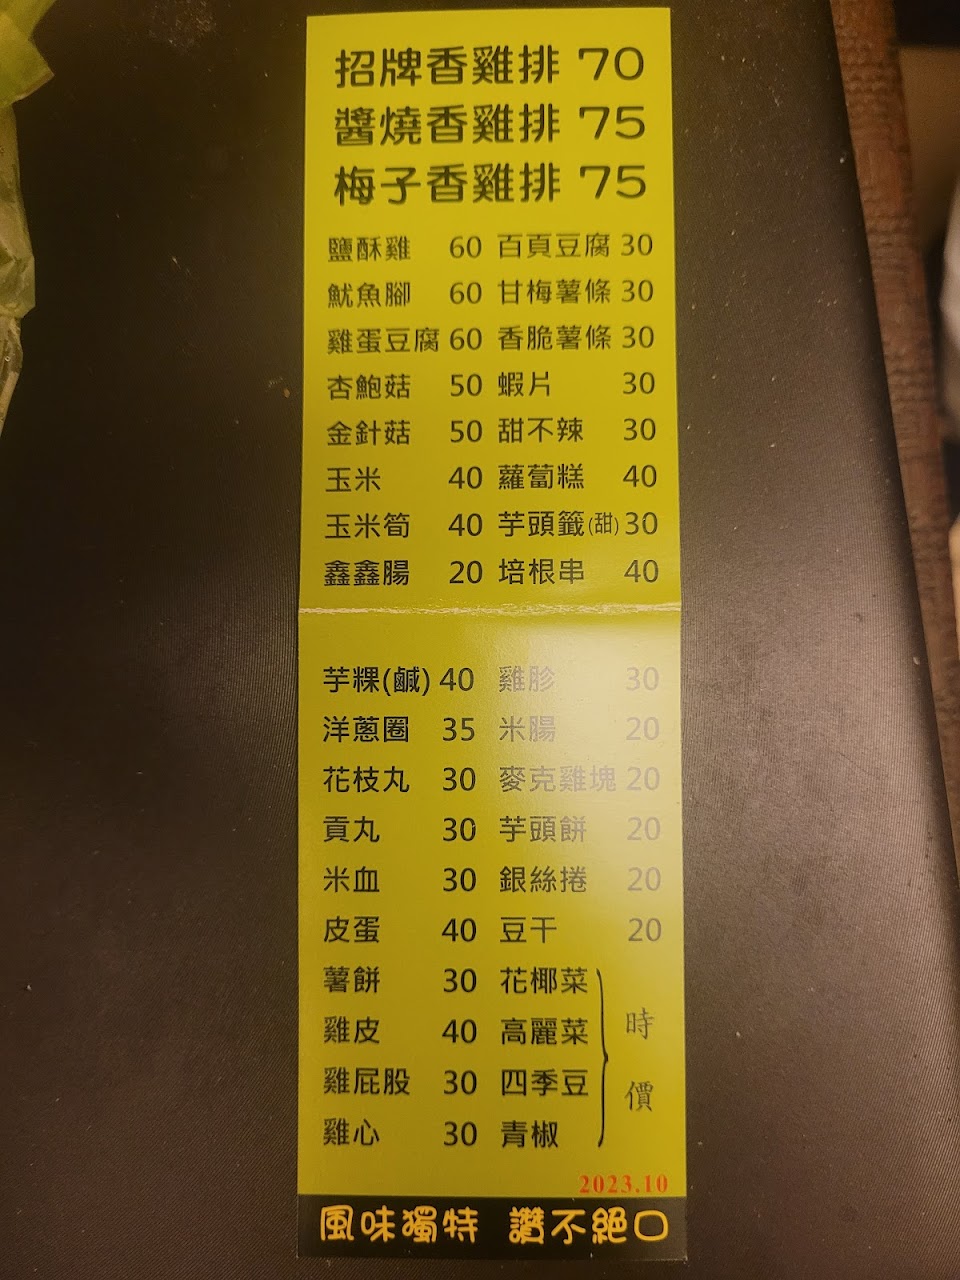 招牌香雞排 70
醬燒香雞排 75
梅子香雞排 75
鹽酥雞 60 百頁豆腐 30
魷魚腳 60 甘梅薯條 30
雞蛋豆腐 60 香脆薯條 30
杏鮑菇 50 蝦片 30
金針菇 50 甜不辣 30
玉米 40 蘿蔔糕 40
玉米筍 40 芋頭籤(甜) 30
鑫鑫腸 20 培根串 40
芋粿(鹹) 40 雞胗 30
洋蔥圈 35 米腸 20
花枝丸 30 麥克雞塊 20
貢丸 30 芋頭餅 20
米血 30 銀絲捲 20
皮蛋 40 豆干 20
薯餅 30 花椰菜
雞皮 40 高麗菜
雞屁股 30 四季豆
雞心 30 青椒
時價
2023.10
風味獨特 讚不絕口